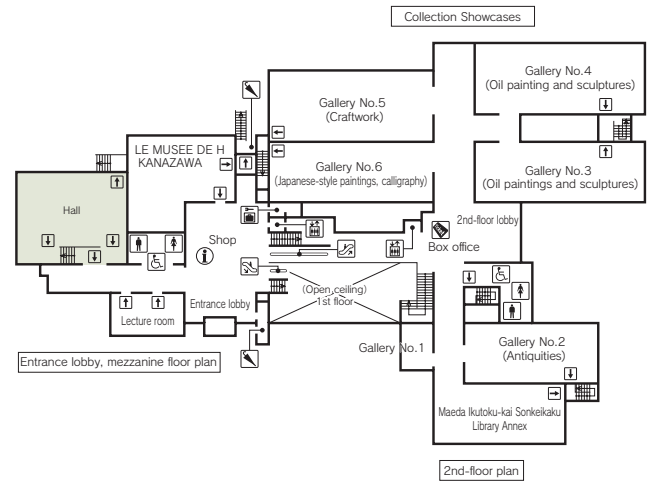 Collection Showcases
Gallery No.4
(Oil painting and sculptures)
Gallery No.5
(Craftwork)
LE MUSEE DE H
KANAZAWA
Gallery No.6
(Japanese-style paintings, calligraphy)
Gallery No.3
(Oil paintings and sculptures)
Hall
2nd-floor lobby
Shop
Box office
(Open ceiling)
1st floor
Entrance lobby
Lecture room
Gallery No.1
Gallery No.2
(Antiquities)
Entrance lobby, mezzanine floor plan
Maeda Ikutoku-kai Sonkeikaku
Library Annex
2nd-floor plan